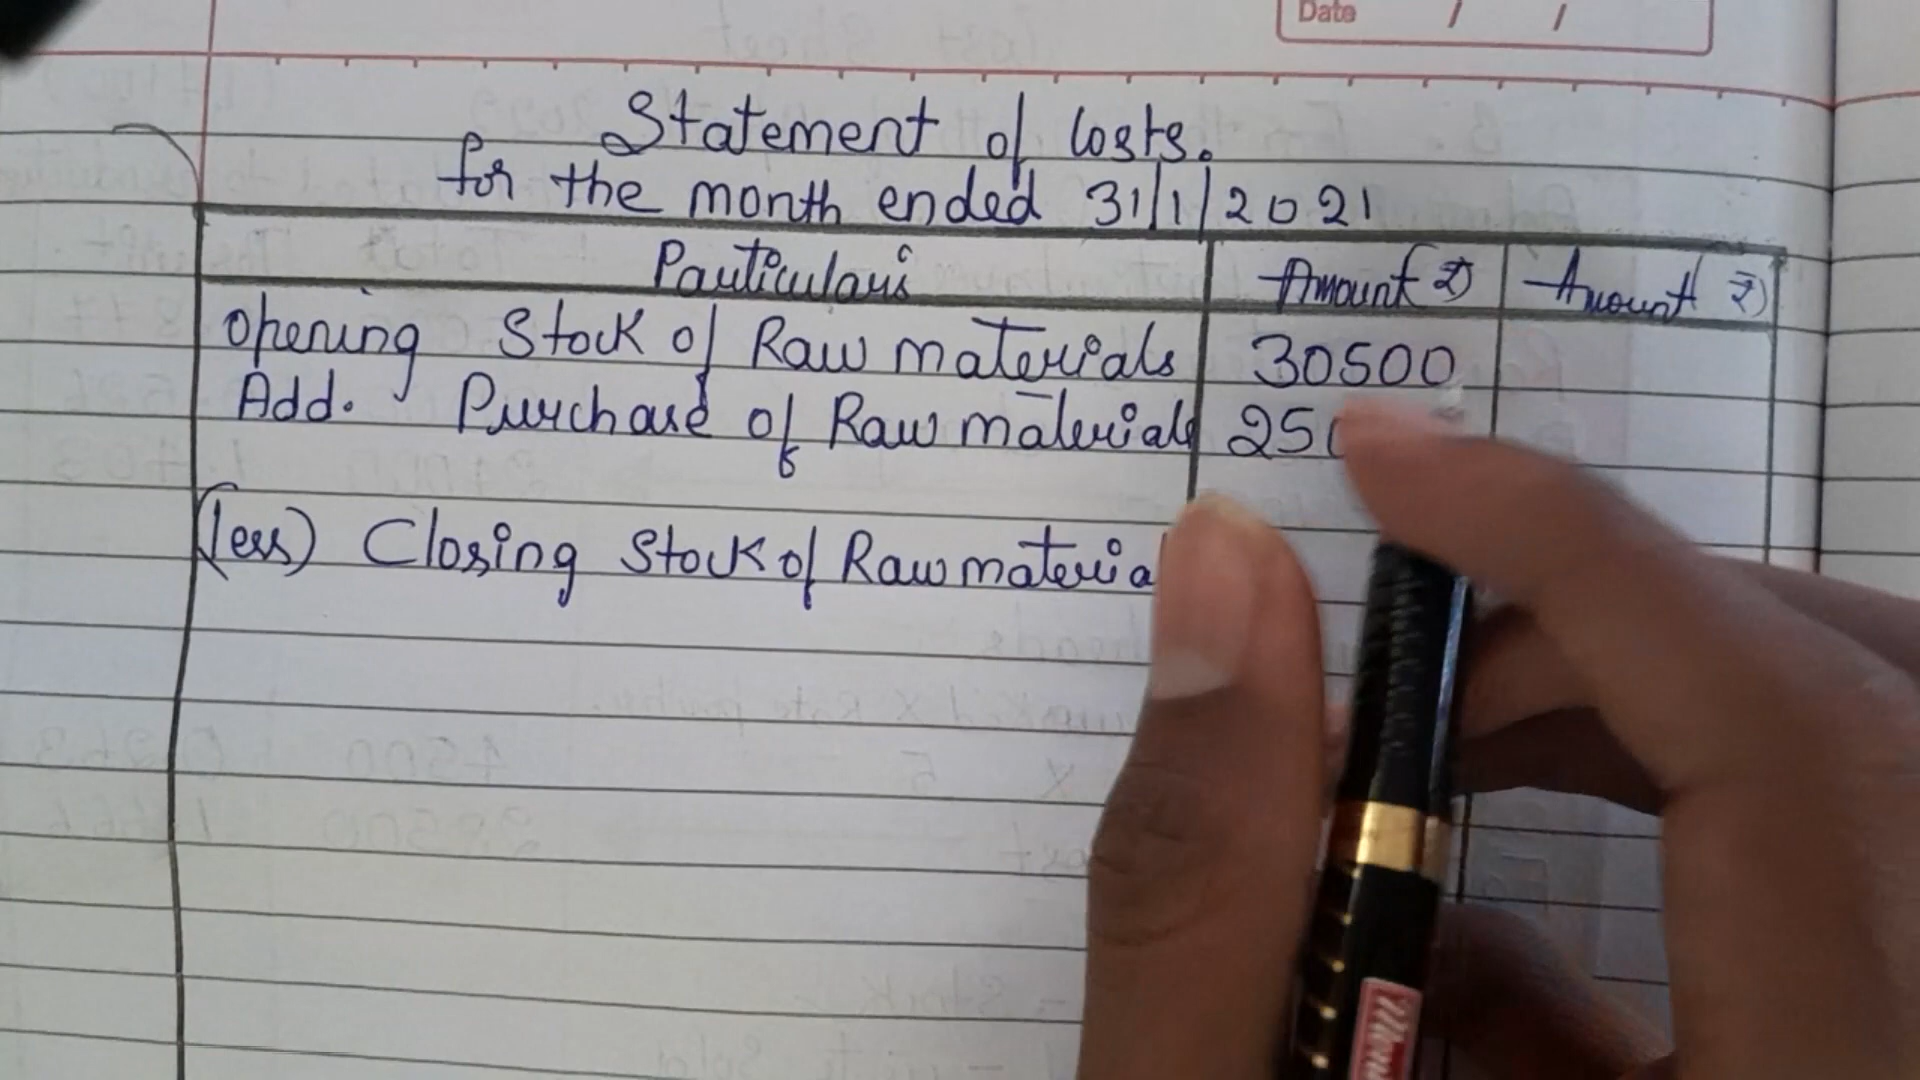 Date / /
Statement of Costs.
for the month ended 31/1/2021
Particulars Amount ₹) Amount ₹)
Opening Stock of Raw materials 30500
Add. Purchase of Raw materials 250
(less) Closing Stock of Raw materia